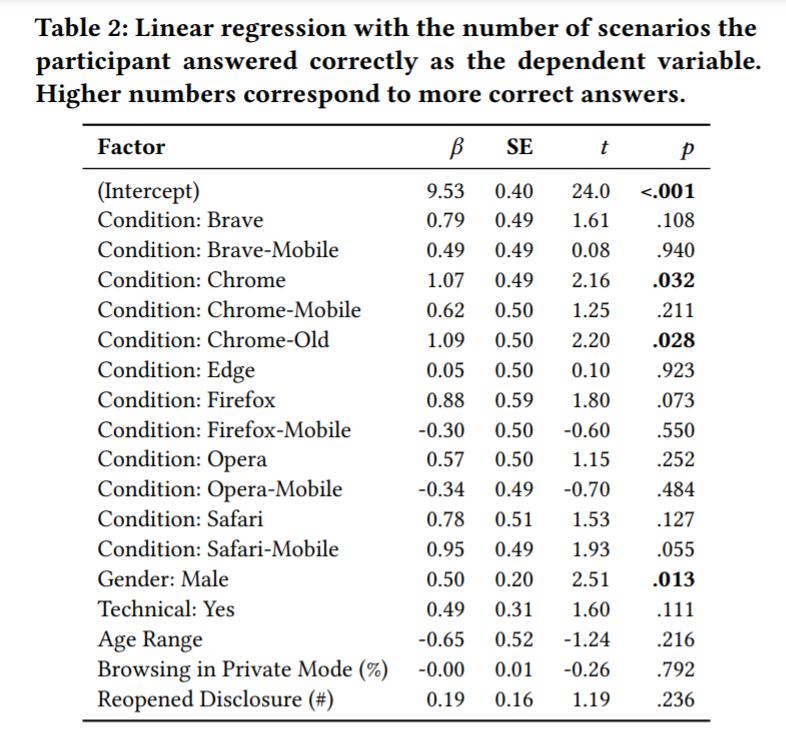 Table 2: Linear regression with the number of scenarios the
participant answered correctly as the dependent variable.
Higher numbers correspond to more correct answers.
Factor β SE t p
(Intercept) 9.53 0.40 24.0 <.001
Condition: Brave 0.79 0.49 1.61 .108
Condition: Brave-Mobile 0.49 0.49 0.08 .940
Condition: Chrome 1.07 0.49 2.16 .032
Condition: Chrome-Mobile 0.62 0.50 1.25 .211
Condition: Chrome-Old 1.09 0.50 2.20 .028
Condition: Edge 0.05 0.50 0.10 .923
Condition: Firefox 0.88 0.59 1.80 .073
Condition: Firefox-Mobile -0.30 0.50 -0.60 .550
Condition: Opera 0.57 0.50 1.15 .252
Condition: Opera-Mobile -0.34 0.49 -0.70 .484
Condition: Safari 0.78 0.51 1.53 .127
Condition: Safari-Mobile 0.95 0.49 1.93 .055
Gender: Male 0.50 0.20 2.51 .013
Technical: Yes 0.49 0.31 1.60 .111
Age Range -0.65 0.52 -1.24 .216
Browsing in Private Mode (%) -0.00 0.01 -0.26 .792
Reopened Disclosure (#) 0.19 0.16 1.19 .236